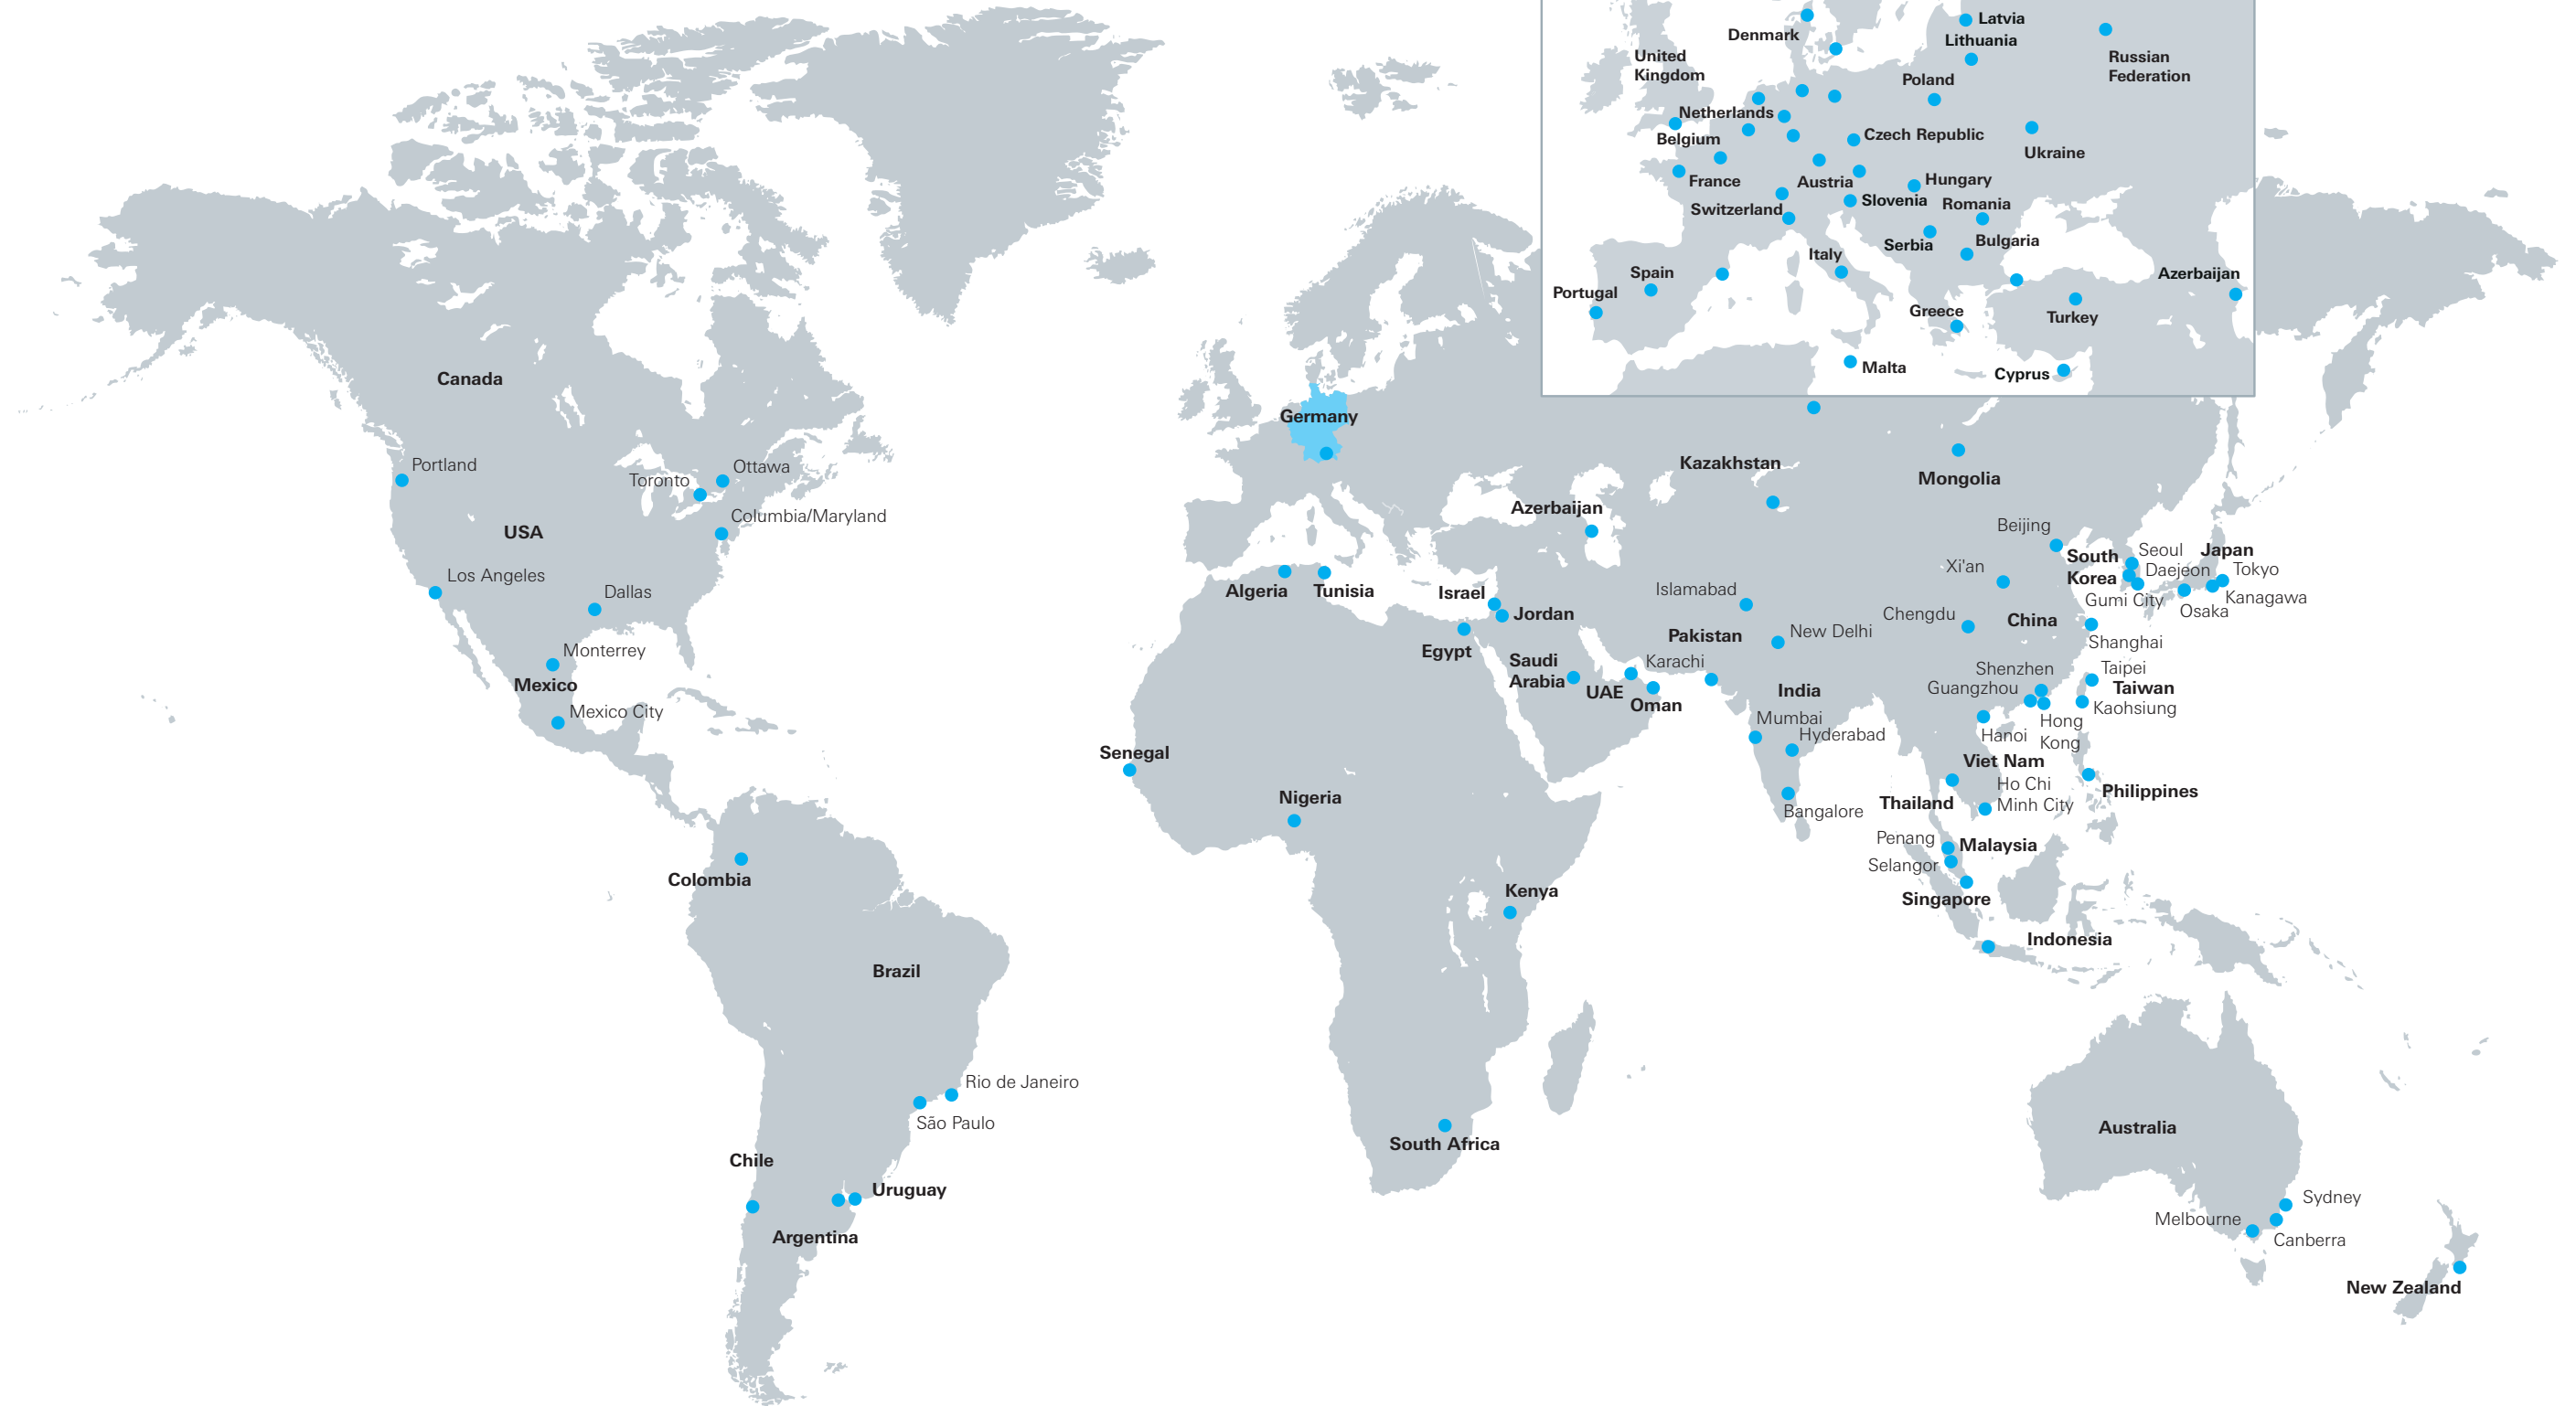 Latvia
Denmark
Lithuania
United
Kingdom
Russian
Federation
Poland
Netherlands
Belgium
Czech Republic
Ukraine
France
Austria
Hungary
Switzerland
Slovenia
Romania
Serbia
Bulgaria
Italy
Spain
Azerbaijan
Portugal
Greece
Turkey
Malta
Cyprus
Canada
Portland
Ottawa
Toronto
Columbia/Maryland
USA
Los Angeles
Dallas
Monterrey
Mexico
Mexico City
Colombia
Brazil
Rio de Janeiro
São Paulo
Chile
Uruguay
Argentina
Germany
Algeria
Tunisia
Israel
Jordan
Egypt
Saudi
Arabia
UAE
Oman
Senegal
Nigeria
Kenya
South Africa
Kazakhstan
Azerbaijan
Mongolia
Islamabad
Pakistan
New Delhi
Karachi
India
Mumbai
Hyderabad
Bangalore
Beijing
Xi'an
Chengdu
China
South
Korea
Seoul
Daejeon
Gumi City
Japan
Tokyo
Kanagawa
Osaka
Shanghai
Shenzhen
Guangzhou
Taipei
Taiwan
Kaohsiung
Hong
Kong
Hanoi
Viet Nam
Ho Chi
Minh City
Thailand
Philippines
Penang
Malaysia
Selangor
Singapore
Indonesia
Australia
Sydney
Melbourne
Canberra
New Zealand